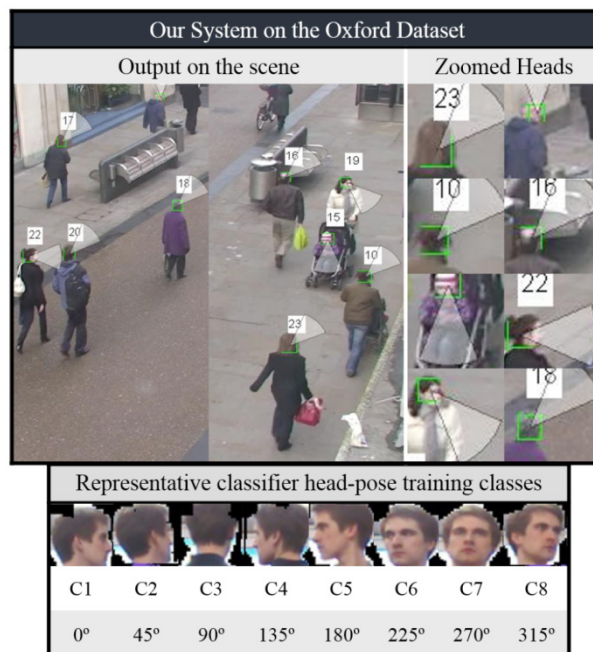 Our System on the Oxford Dataset
Output on the scene
Zoomed Heads
17
18
22
20
16
19
15
10
23
23
10
16
22
18
Representative classifier head-pose training classes
C1 C2 C3 C4 C5 C6 C7 C8
0º 45º 90º 135º 180º 225º 270º 315º